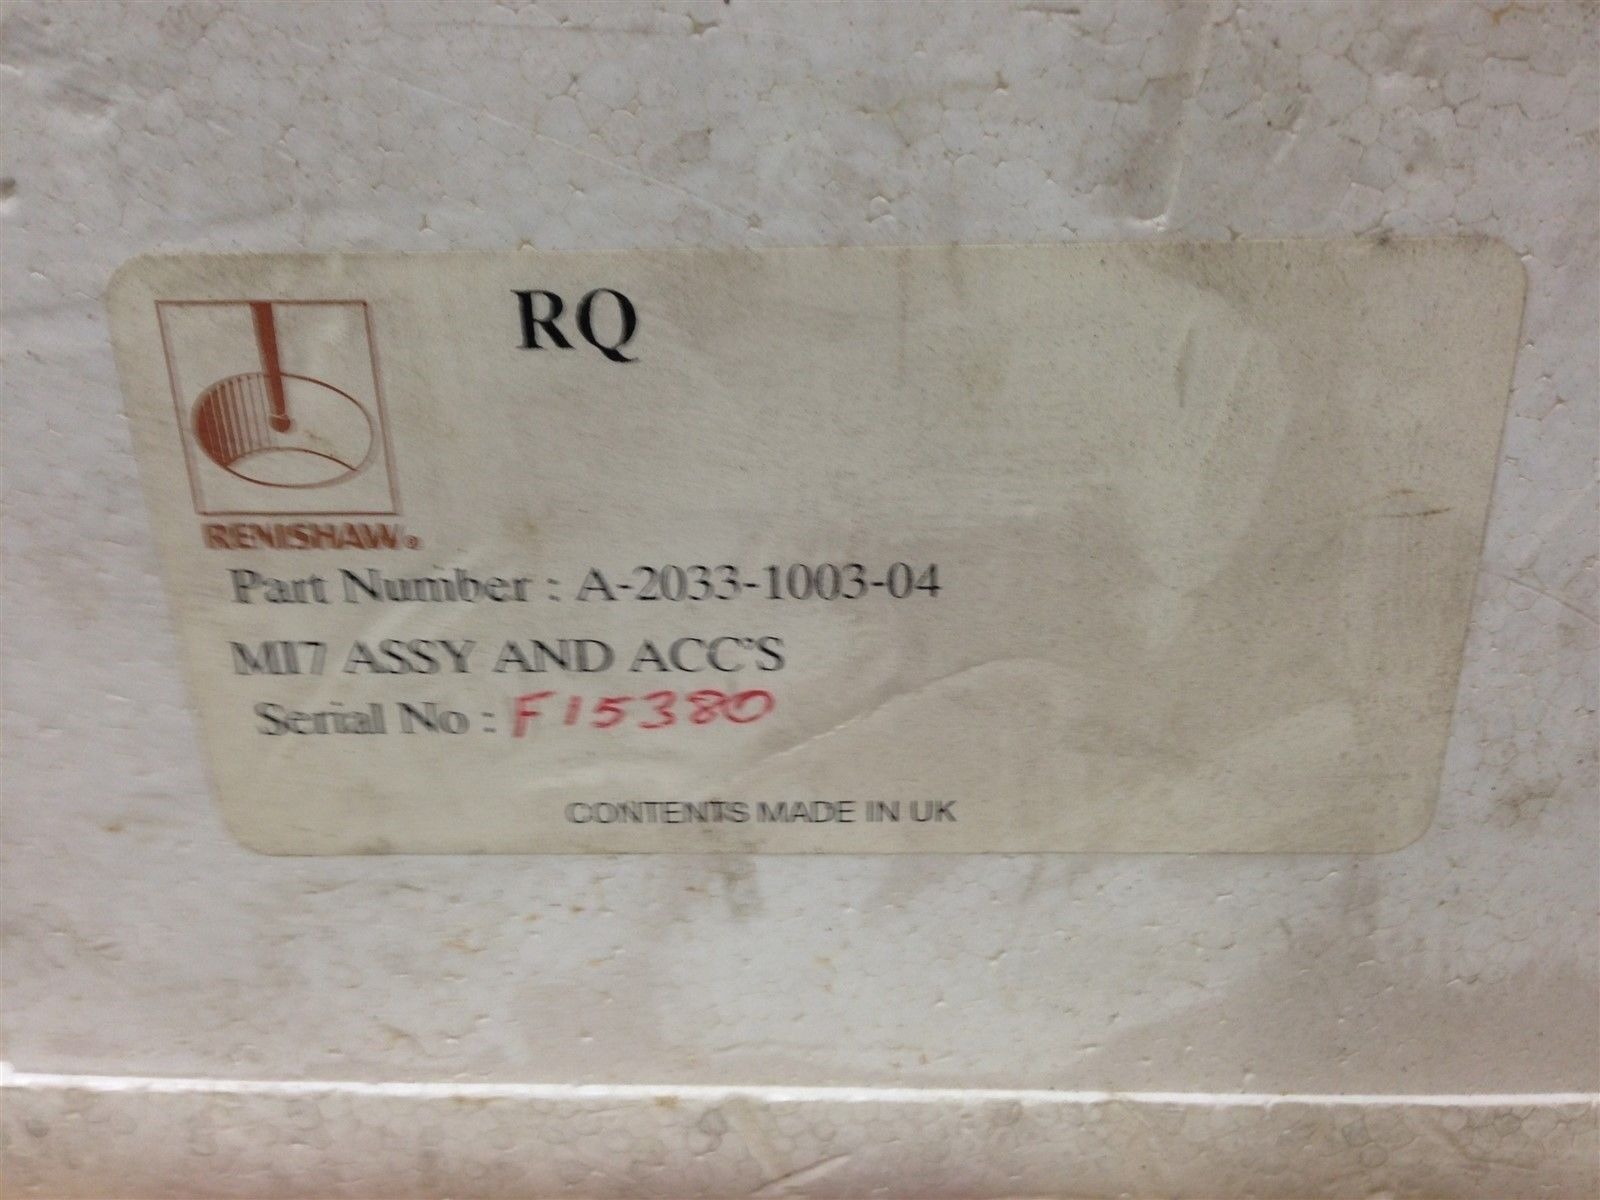 RQ
RENISHAW®
Part Number : A-2033-1003-04
MI7 ASSY AND ACC'S
Serial No : F15380
CONTENTS MADE IN UK